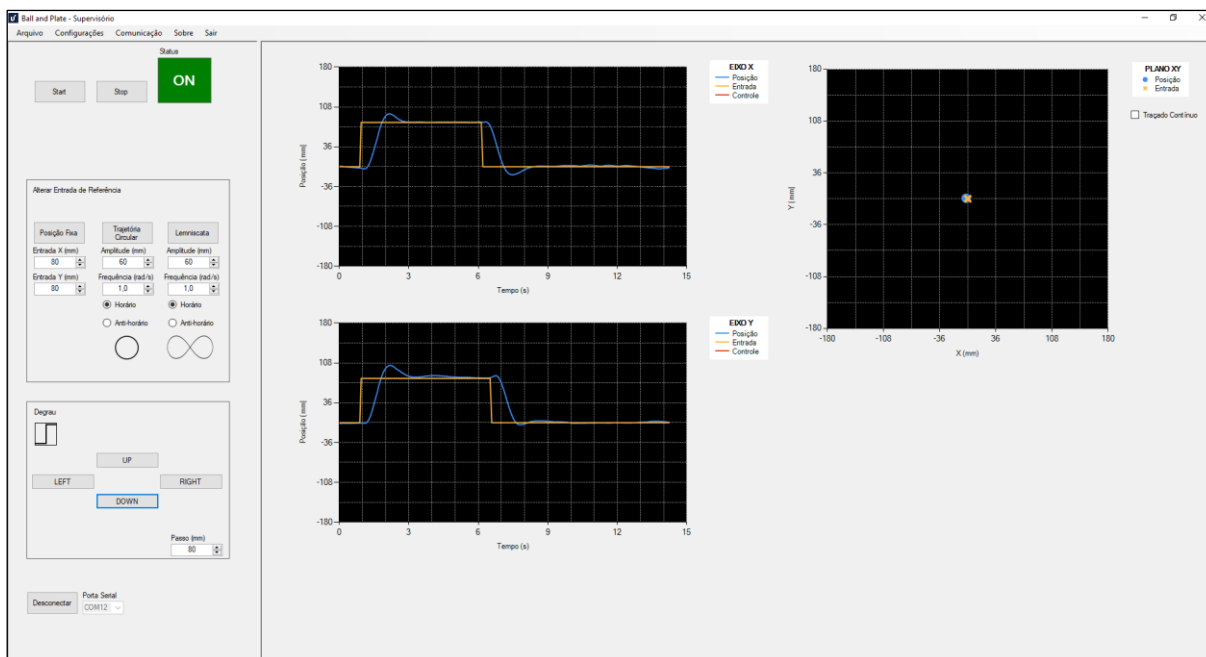 Ball and Plate - Supervisório
Arquivo Configurações Comunicação Sobre Sair
Status
ON
Start Stop
Alterar Entrada de Referência
Posição Fixa Trajetória Circular Lemniscata
Entrada X (mm) Amplitude (mm) Amplitude (mm)
80 60 60
Entrada Y (mm) Frequência (rad/s) Frequência (rad/s)
80 1,0 1,0
Horário Horário
Anti-horário Anti-horário
Degrau
UP
LEFT RIGHT
DOWN
Passo (mm)
80
Desconectar
Porta Serial
COM12
EIXO X
Posição
Entrada
Controle
Posição (mm)
180
108
36
-36
-108
-180
0 3 6 9 12 15
Tempo (s)
EIXO Y
Posição
Entrada
Controle
Posição (mm)
180
108
36
-36
-108
-180
0 3 6 9 12 15
Tempo (s)
PLANO XY
Posição
Entrada
Traçado Contínuo
Y (mm)
180
108
36
-36
-108
-180
-180 -108 -36 36 108 180
X (mm)